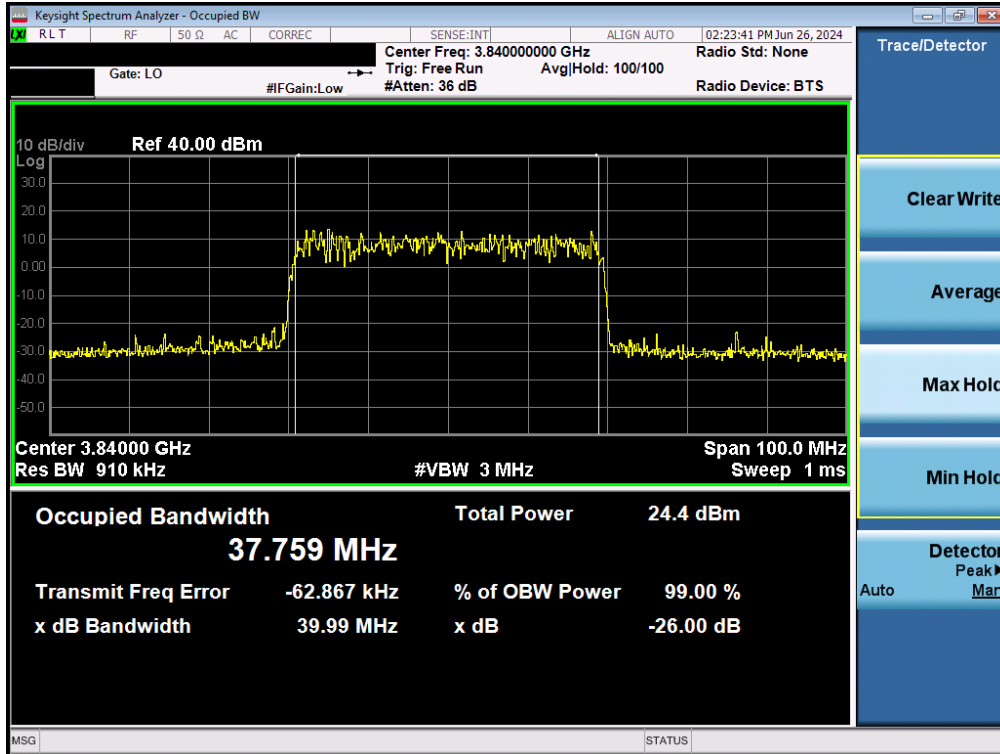 Keysight Spectrum Analyzer - Occupied BW
LXI RLT RF 50 Ω AC CORREC SENSE:INT ALIGN AUTO 02:23:41 PM Jun 26, 2024
Center Freq: 3.840000000 GHz Radio Std: None
Gate: LO Trig: Free Run Avg|Hold: 100/100
#IFGain:Low #Atten: 36 dB Radio Device: BTS
10 dB/div Ref 40.00 dBm
Log
30.0
20.0
10.0
0.00
-10.0
-20.0
-30.0
-40.0
-50.0
Center 3.84000 GHz Span 100.0 MHz
Res BW 910 kHz #VBW 3 MHz Sweep 1 ms
Occupied Bandwidth Total Power 24.4 dBm
37.759 MHz
Transmit Freq Error -62.867 kHz % of OBW Power 99.00 %
x dB Bandwidth 39.99 MHz x dB -26.00 dB
MSG STATUS
Trace/Detector
Clear Write
Average
Max Hold
Min Hold
Detector
Peak▶
Auto Man